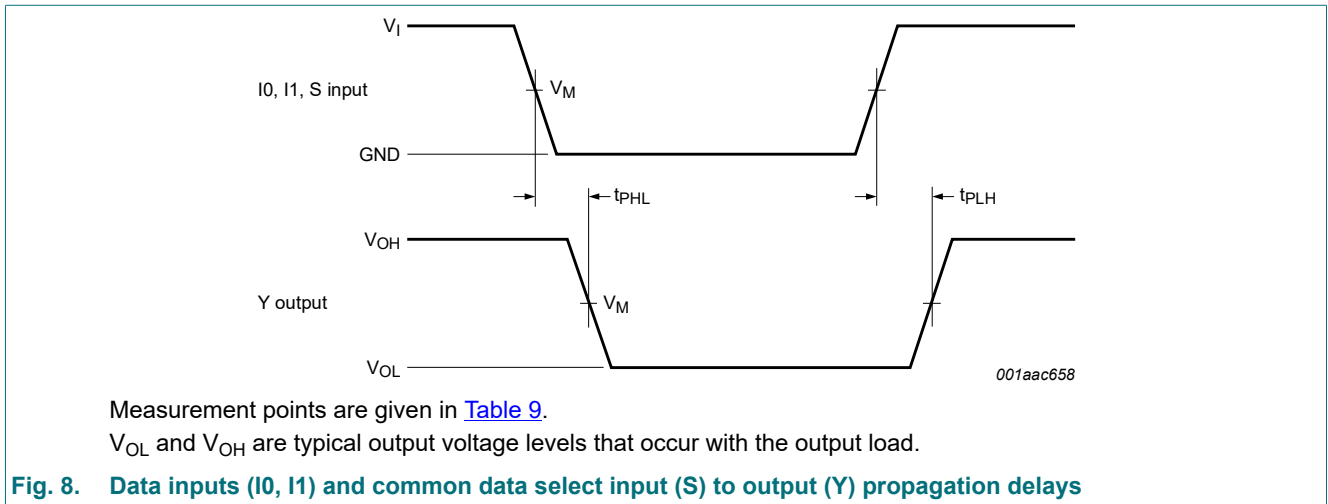 VI
I0, I1, S input
VM
GND
tPHL
tPLH
VOH
Y output
VM
VOL
001aac658
Measurement points are given in Table 9.
VOL and VOH are typical output voltage levels that occur with the output load.
Fig. 8. Data inputs (I0, I1) and common data select input (S) to output (Y) propagation delays